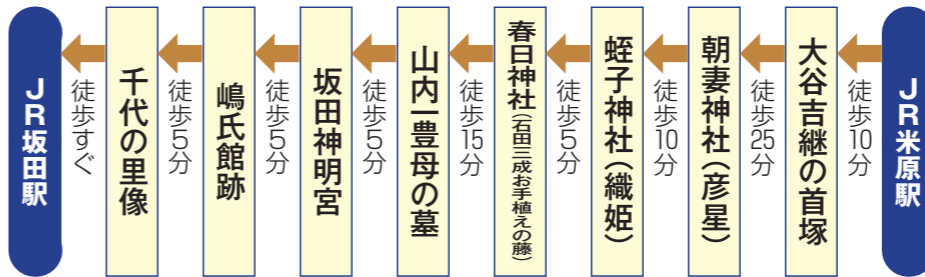 JR米原駅
徒歩10分
大谷吉継の首塚
徒歩25分
朝妻神社(彦星)
徒歩10分
蛭子神社(織姫)
徒歩5分
春日神社(石田三成お手植えの藤)
徒歩15分
山内一豊母の墓
徒歩5分
坂田神明宮
徒歩5分
嶋氏館跡
徒歩5分
千代の里像
徒歩すぐ
JR坂田駅